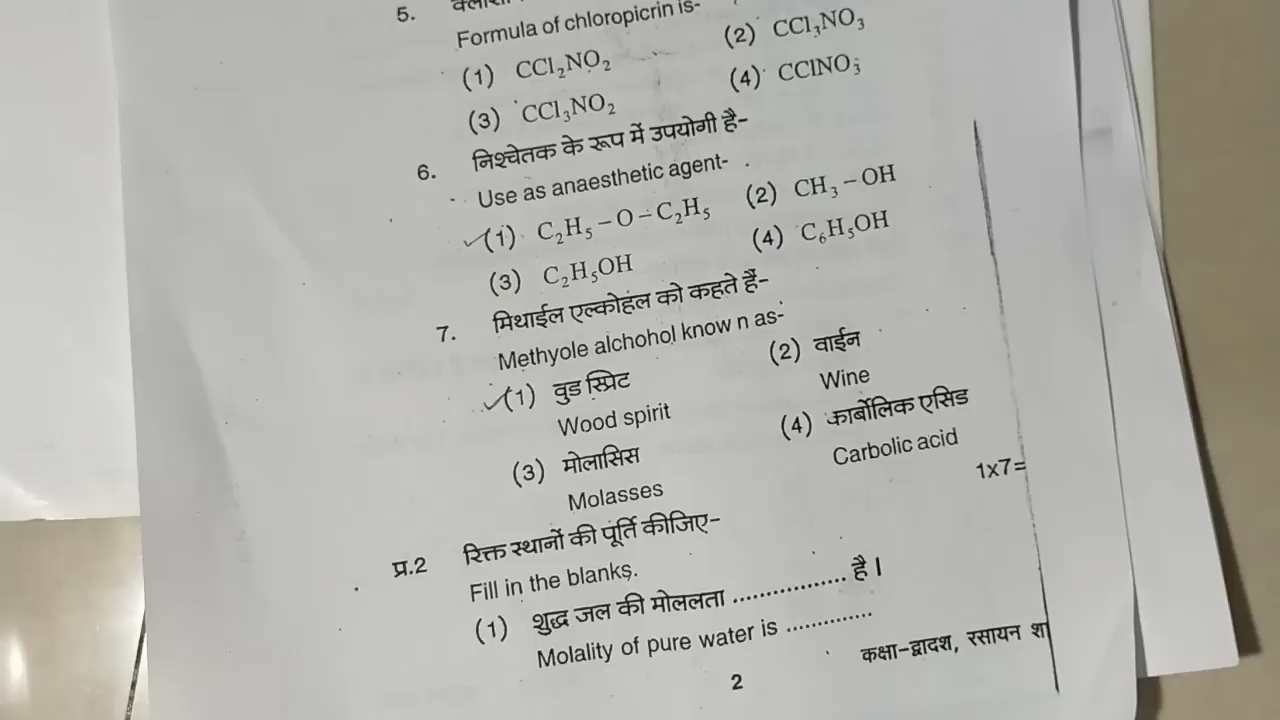 5.
Formula of chloropicrin is-
(1) CCl₂NO₂ (2) CCl₃NO₃
(3) CCl₃NO₂ (4) CClNO₃
6. निश्चेतक के रूप में उपयोगी है–
Use as anaesthetic agent-
(1) C₂H₅ – O – C₂H₅ (2) CH₃ – OH
(3) C₂H₅OH (4) C₆H₅OH
7. मिथाईल एल्कोहल को कहते हैं–
Methyole alchohol know n as-
(1) वुड स्प्रिट (2) वाईन
Wood spirit Wine
(3) मोलासिस (4) कार्बोलिक एसिड
Molasses Carbolic acid
1x7=
प्र.2 रिक्त स्थानों की पूर्ति कीजिए–
Fill in the blanks.
(1) शुद्ध जल की मोललता ................. है।
Molality of pure water is .............
कक्षा–द्वादश, रसायन
2